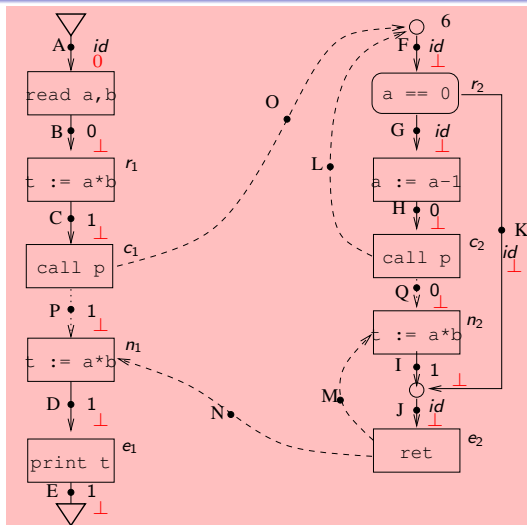 A id
0
read a,b
B 0
⊥
r1
t := a*b
C 1
⊥
c1
call p
P 1
⊥
n1
t := a*b
D 1
⊥
e1
print t
E 1
⊥
O
L
N
M
6
F id
⊥
r2
a == 0
G id
⊥
a := a-1
H 0
⊥
K
id
⊥
c2
call p
Q 0
⊥
n2
t := a*b
I 1
⊥
J id
⊥
e2
ret